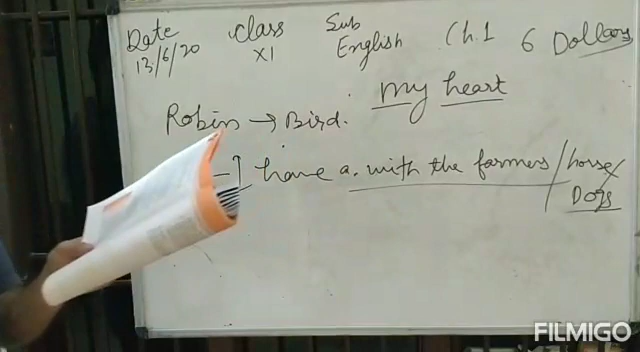 Date Class Sub Ch.1 6 Dollars
13/6/20 XI English
my heart
Robin → Bird.
I have a. with the farmers/horse/
Dogs
FILMIGO